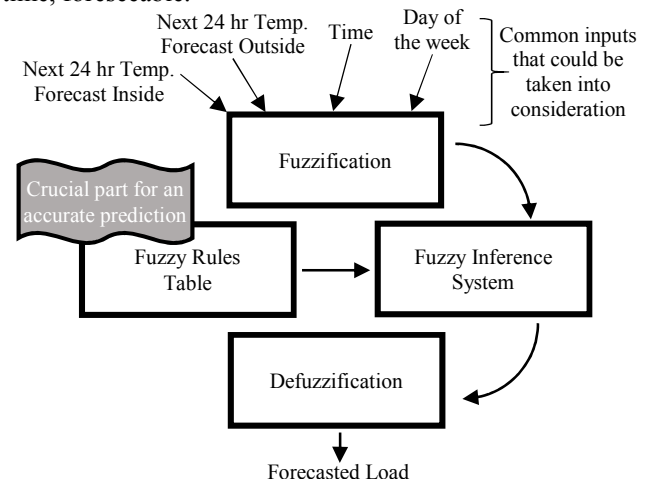 time, foreseeable.
Next 24 hr Temp.
Forecast Outside
Time
Day of
the week
Common inputs
that could be
taken into
consideration
Next 24 hr Temp.
Forecast Inside
Fuzzification
Crucial part for an
accurate prediction
Fuzzy Rules
Table
Fuzzy Inference
System
Defuzzification
Forecasted Load